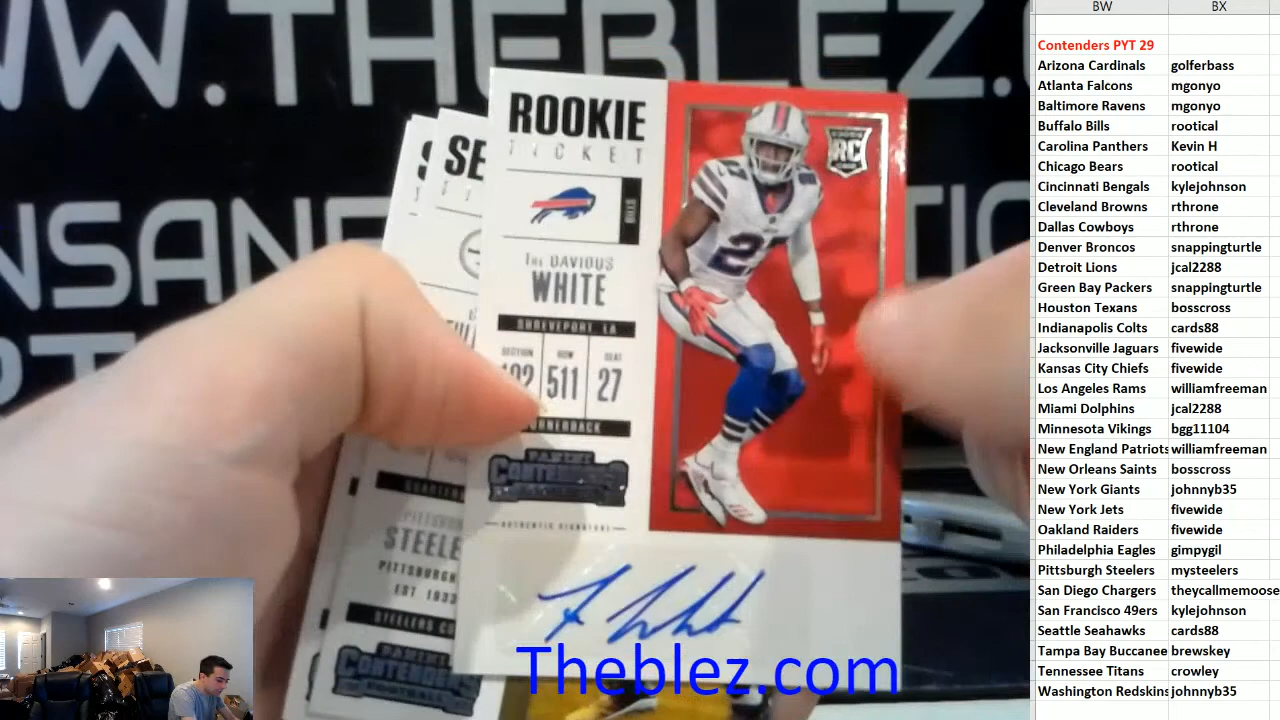 WW.THEBLEZ.C
NSANE
ROOKIE
TICKET
BILLS
RC
TRE'DAVIOUS
WHITE
SHREVEPORT, LA
SECTION ROW SEAT
511 27
PANINI
CONTENDERS
AUTHENTIC SIGNATURE
SE
STEELE
PITTSBURGH
EST 1933
PANINI
CONTENDERS
FOOTBALL
Theblez.com
BW BX
Contenders PYT 29
Arizona Cardinals golferbass
Atlanta Falcons mgonyo
Baltimore Ravens mgonyo
Buffalo Bills rootical
Carolina Panthers Kevin H
Chicago Bears rootical
Cincinnati Bengals kylejohnson
Cleveland Browns rthrone
Dallas Cowboys rthrone
Denver Broncos snappingturtle
Detroit Lions jcal2288
Green Bay Packers snappingturtle
Houston Texans bosscross
Indianapolis Colts cards88
Jacksonville Jaguars fivewide
Kansas City Chiefs fivewide
Los Angeles Rams williamfreeman
Miami Dolphins jcal2288
Minnesota Vikings bgg11104
New England Patriots williamfreeman
New Orleans Saints bosscross
New York Giants johnnyb35
New York Jets fivewide
Oakland Raiders fivewide
Philadelphia Eagles gimpygil
Pittsburgh Steelers mysteelers
San Diego Chargers theycallmemoose
San Francisco 49ers kylejohnson
Seattle Seahawks cards88
Tampa Bay Buccanee brewskey
Tennessee Titans crowley
Washington Redskins johnnyb35